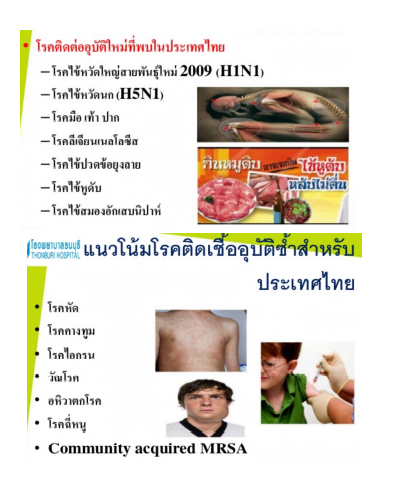 • โรคติดต่ออุบัติใหม่ที่พบในประเทศไทย
– โรคไข้หวัดใหญ่สายพันธุ์ใหม่ 2009 (H1N1)
– โรคไข้หวัดนก (H5N1)
– โรคมือ เท้า ปาก
– โรคลีเจียนแนลโลซีส
– โรคไข้ปวดข้อยุงลาย
– โรคไข้หูดับ
– โรคไข้สมองอักเสบนิปาห์
กินหมูดิบ
ไข้หูดับ
หลับไม่ตื่น
โรงพยาบาลธนบุรี
THONBURI HOSPITAL
แนวโน้มโรคติดเชื้ออุบัติซ้ำสำหรับ
ประเทศไทย
• โรคหัด
• โรคคางทูม
• โรคไอกรน
• วัณโรค
• อหิวาตกโรค
• โรคฉี่หนู
• Community acquired MRSA